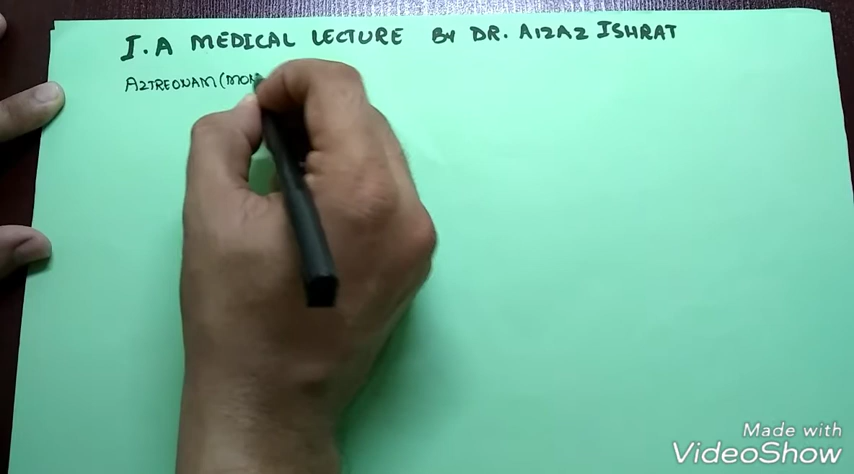 I.A MEDICAL LECTURE BY DR. AIZAZ ISHRAT
AZTREONAM (MON
Made with
VideoShow